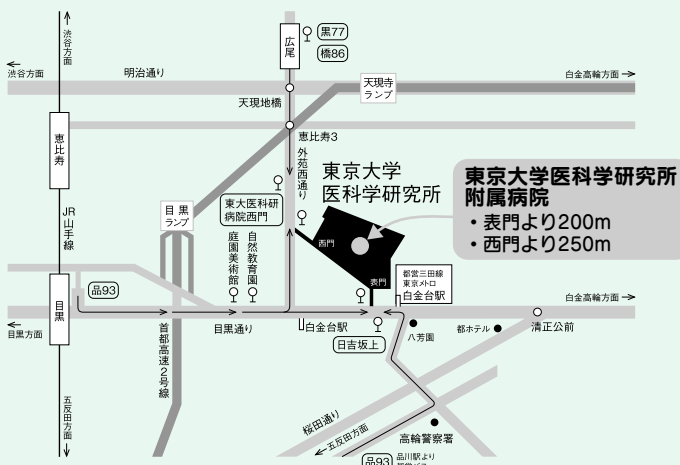 渋谷方面
渋谷方面
明治通り
広尾
黒77
橋86
天現寺
ランプ
白金高輪方面
天現地橋
恵比寿
恵比寿3
外苑西通り
東京大学
医科学研究所
東京大学医科学研究所
附属病院
・表門より200m
・西門より250m
目黒
ランプ
東大医科研
病院西門
JR山手線
庭園美術館
自然教育園
西門
表門
都営三田線
東京メトロ
白金台駅
品93
目黒
目黒方面
首都高速2号線
目黒通り
白金台駅
日吉坂上
八芳園
都ホテル
清正公前
白金高輪方面
五反田方面
桜田通り
五反田方面
高輪警察署
品93
品川駅より